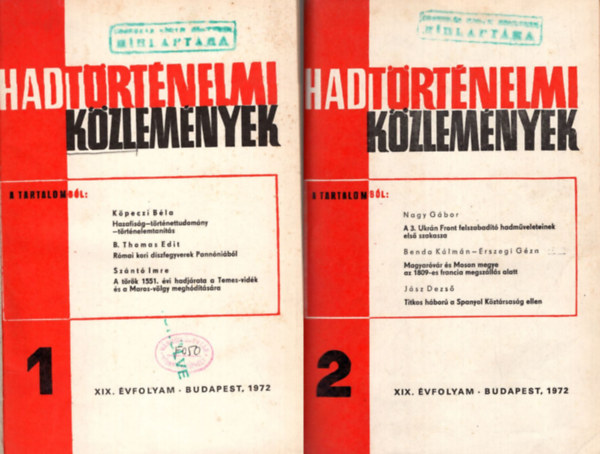 HÍRLAPTÁRA
HADTÖRTÉNELMI
KÖZLEMÉNYEK
A TARTALOMBÓL:
Köpeczi Béla
Hazafiság–történettudomány
–történelemtanítás
B. Thomas Edit
Római kori díszfegyverek Pannóniából
Szántó Imre
A török 1551. évi hadjárata a Temes-vidék
és a Maros-völgy meghódítására
1
XIX. ÉVFOLYAM · BUDAPEST, 1972
HÍRLAPTÁRA
HADTÖRTÉNELMI
KÖZLEMÉNYEK
A TARTALOMBÓL:
Nagy Gábor
A 3. Ukrán Front felszabadító hadműveleteinek
első szakasza
Benda Kálmán–Érszegi Géza
Magyaróvár és Moson megye
az 1809-es francia megszállás alatt
Jász Dezső
Titkos háború a Spanyol Köztársaság ellen
2
XIX. ÉVFOLYAM · BUDAPEST, 1972